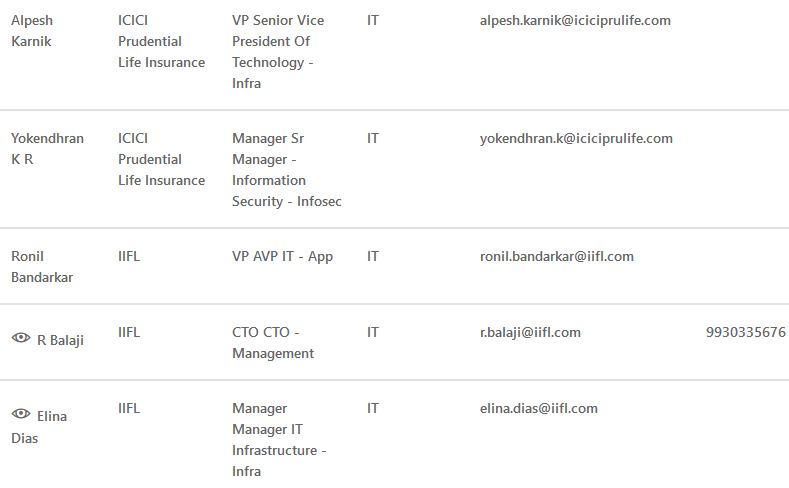 Alpesh Karnik ICICI Prudential Life Insurance VP Senior Vice President Of Technology - Infra IT alpesh.karnik@iciciprulife.com
Yokendhran K R ICICI Prudential Life Insurance Manager Sr Manager - Information Security - Infosec IT yokendhran.k@iciciprulife.com
Ronil Bandarkar IIFL VP AVP IT - App IT ronil.bandarkar@iifl.com
R Balaji IIFL CTO CTO - Management IT r.balaji@iifl.com 9930335676
Elina Dias IIFL Manager Manager IT Infrastructure - Infra IT elina.dias@iifl.com